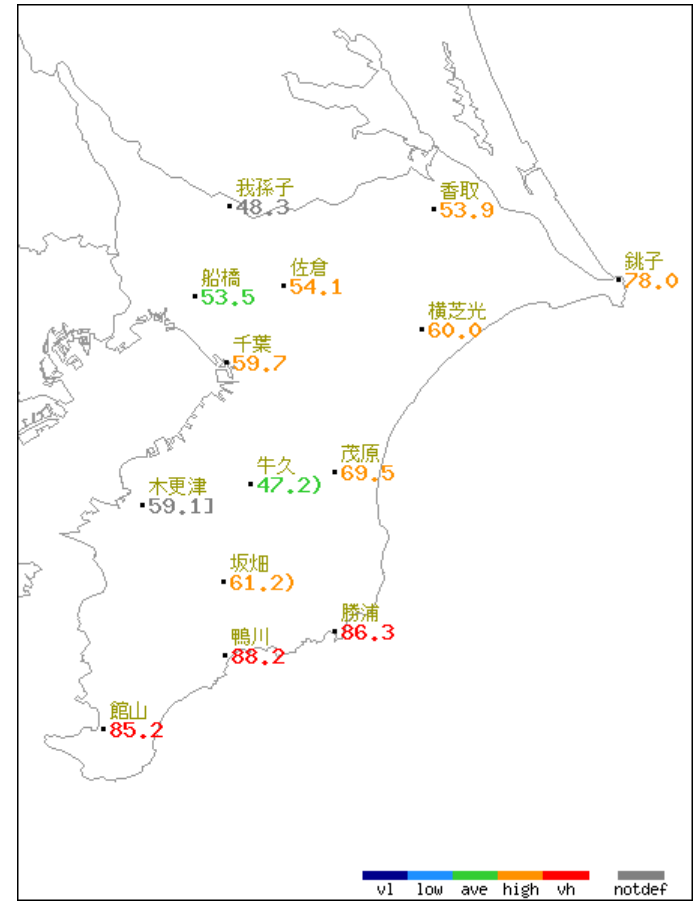 我孫子
48.3
香取
53.9
銚子
78.0
佐倉
54.1
船橋
53.5
横芝光
60.0
千葉
59.7
茂原
69.5
牛久
47.2)
木更津
59.1]
坂畑
61.2)
勝浦
86.3
鴨川
88.2
館山
85.2
vl low ave high vh notdef